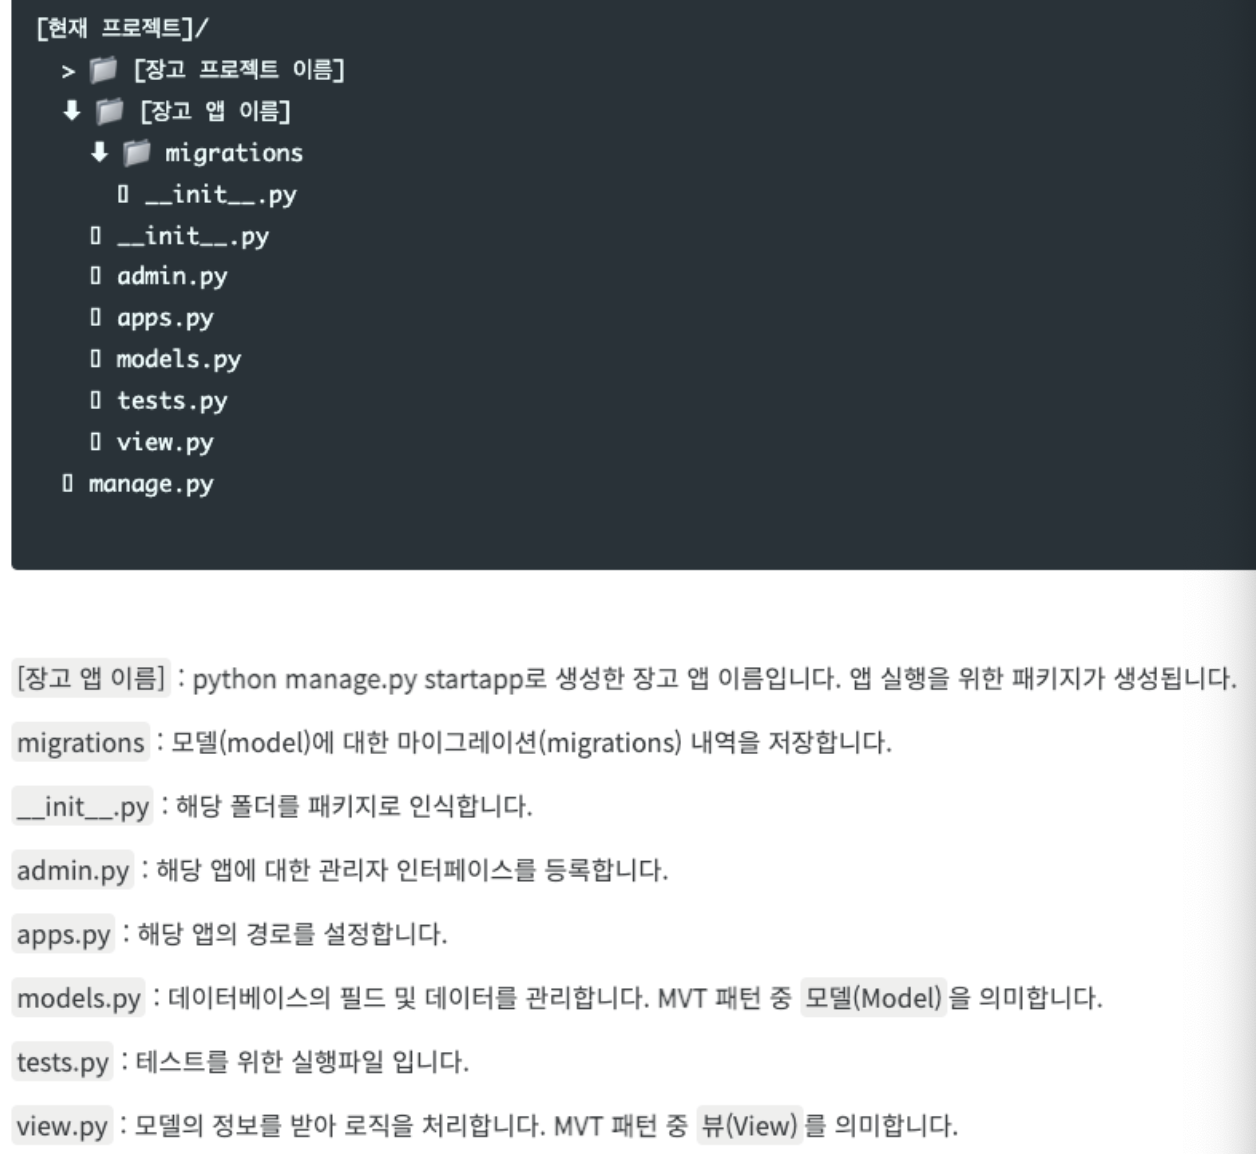 [현재 프로젝트]/
> [장고 프로젝트 이름]
⬇ [장고 앱 이름]
⬇ migrations
__init__.py
__init__.py
admin.py
apps.py
models.py
tests.py
view.py
manage.py
[장고 앱 이름] : python manage.py startapp로 생성한 장고 앱 이름입니다. 앱 실행을 위한 패키지가 생성됩니다.
migrations : 모델(model)에 대한 마이그레이션(migrations) 내역을 저장합니다.
__init__.py : 해당 폴더를 패키지로 인식합니다.
admin.py : 해당 앱에 대한 관리자 인터페이스를 등록합니다.
apps.py : 해당 앱의 경로를 설정합니다.
models.py : 데이터베이스의 필드 및 데이터를 관리합니다. MVT 패턴 중 모델(Model)을 의미합니다.
tests.py : 테스트를 위한 실행파일 입니다.
view.py : 모델의 정보를 받아 로직을 처리합니다. MVT 패턴 중 뷰(View)를 의미합니다.